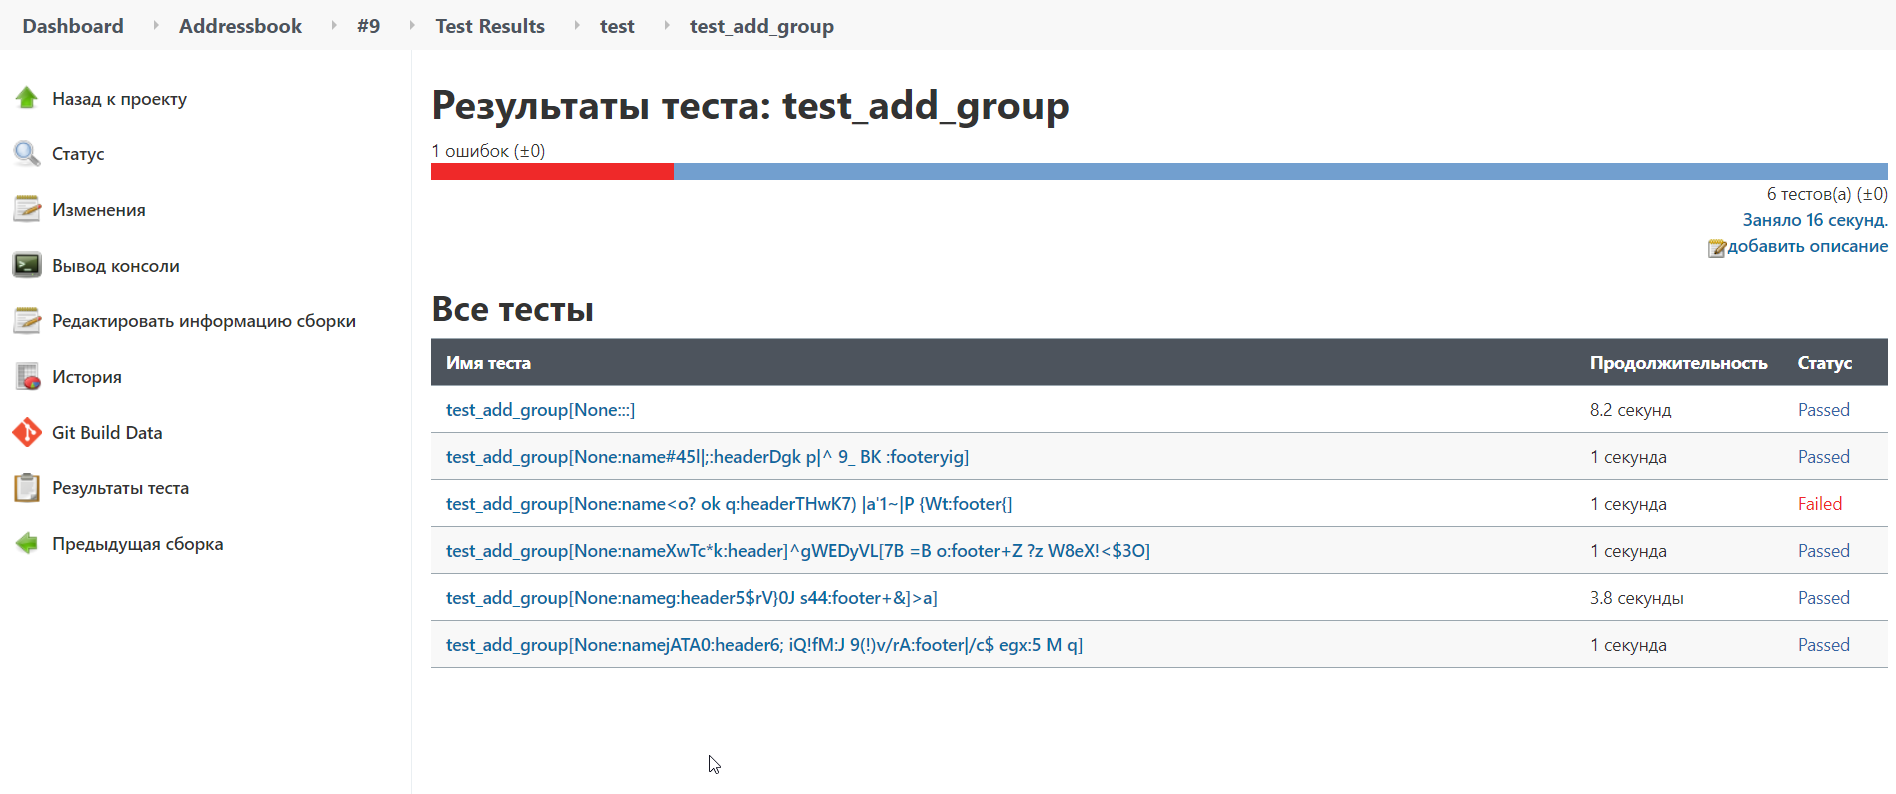 Dashboard Addressbook #9 Test Results test test_add_group
Назад к проекту
Статус
Изменения
Вывод консоли
Редактировать информацию сборки
История
Git Build Data
Результаты теста
Предыдущая сборка
Результаты теста: test_add_group
1 ошибок (±0)
6 тестов(а) (±0)
Заняло 16 секунд.
добавить описание
Все тесты
Имя теста Продолжительность Статус
test_add_group[None:::] 8.2 секунд Passed
test_add_group[None:name#45l|;:headerDgk p|^ 9_ BK :footeryig] 1 секунда Passed
test_add_group[None:name<o? ok q:headerTHwK7) |a'1~|P {Wt:footer{] 1 секунда Failed
test_add_group[None:nameXwTc*k:header]^gWEDyVL[7B =B o:footer+Z ?z W8eX!<$3O] 1 секунда Passed
test_add_group[None:nameg:header5$rV}0J s44:footer+&]>a] 3.8 секунды Passed
test_add_group[None:namejATA0:header6; iQ!fM:J 9(!)v/rA:footer|/c$ egx:5 M q] 1 секунда Passed